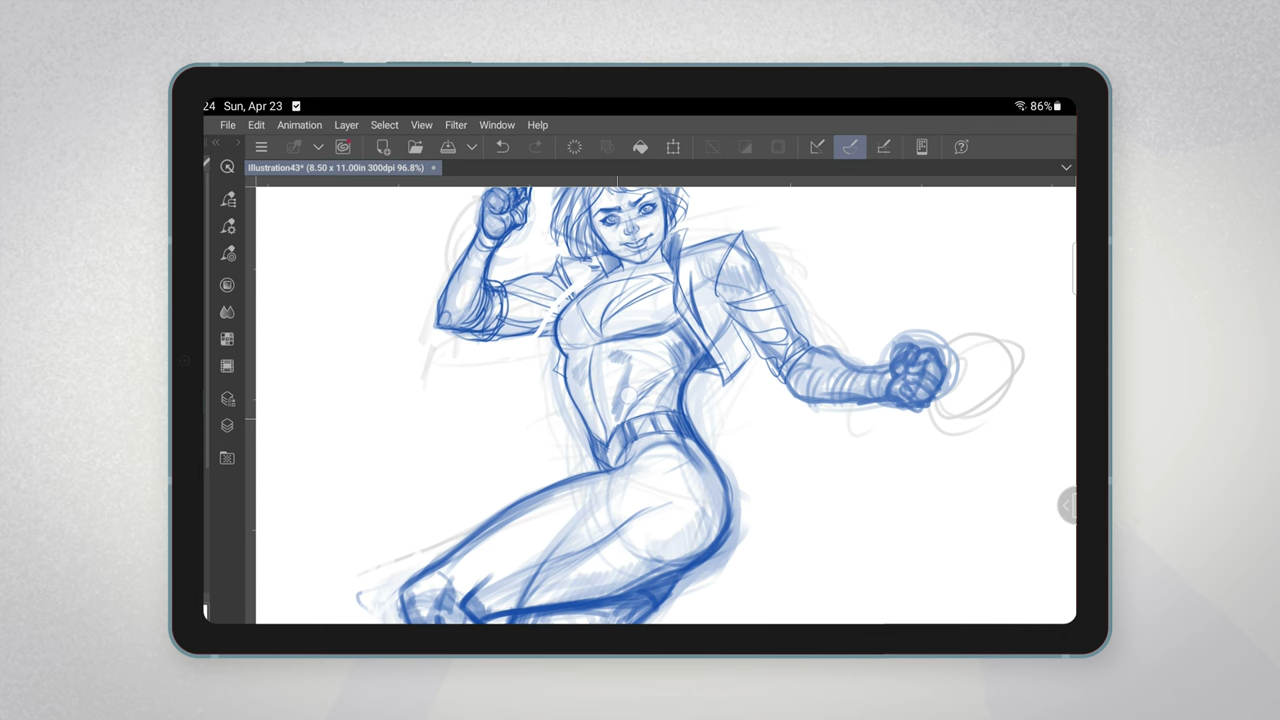 24 Sun, Apr 23 86%
File Edit Animation Layer Select View Filter Window Help
Illustration43* (8.50 x 11.00in 300dpi 96.8%)